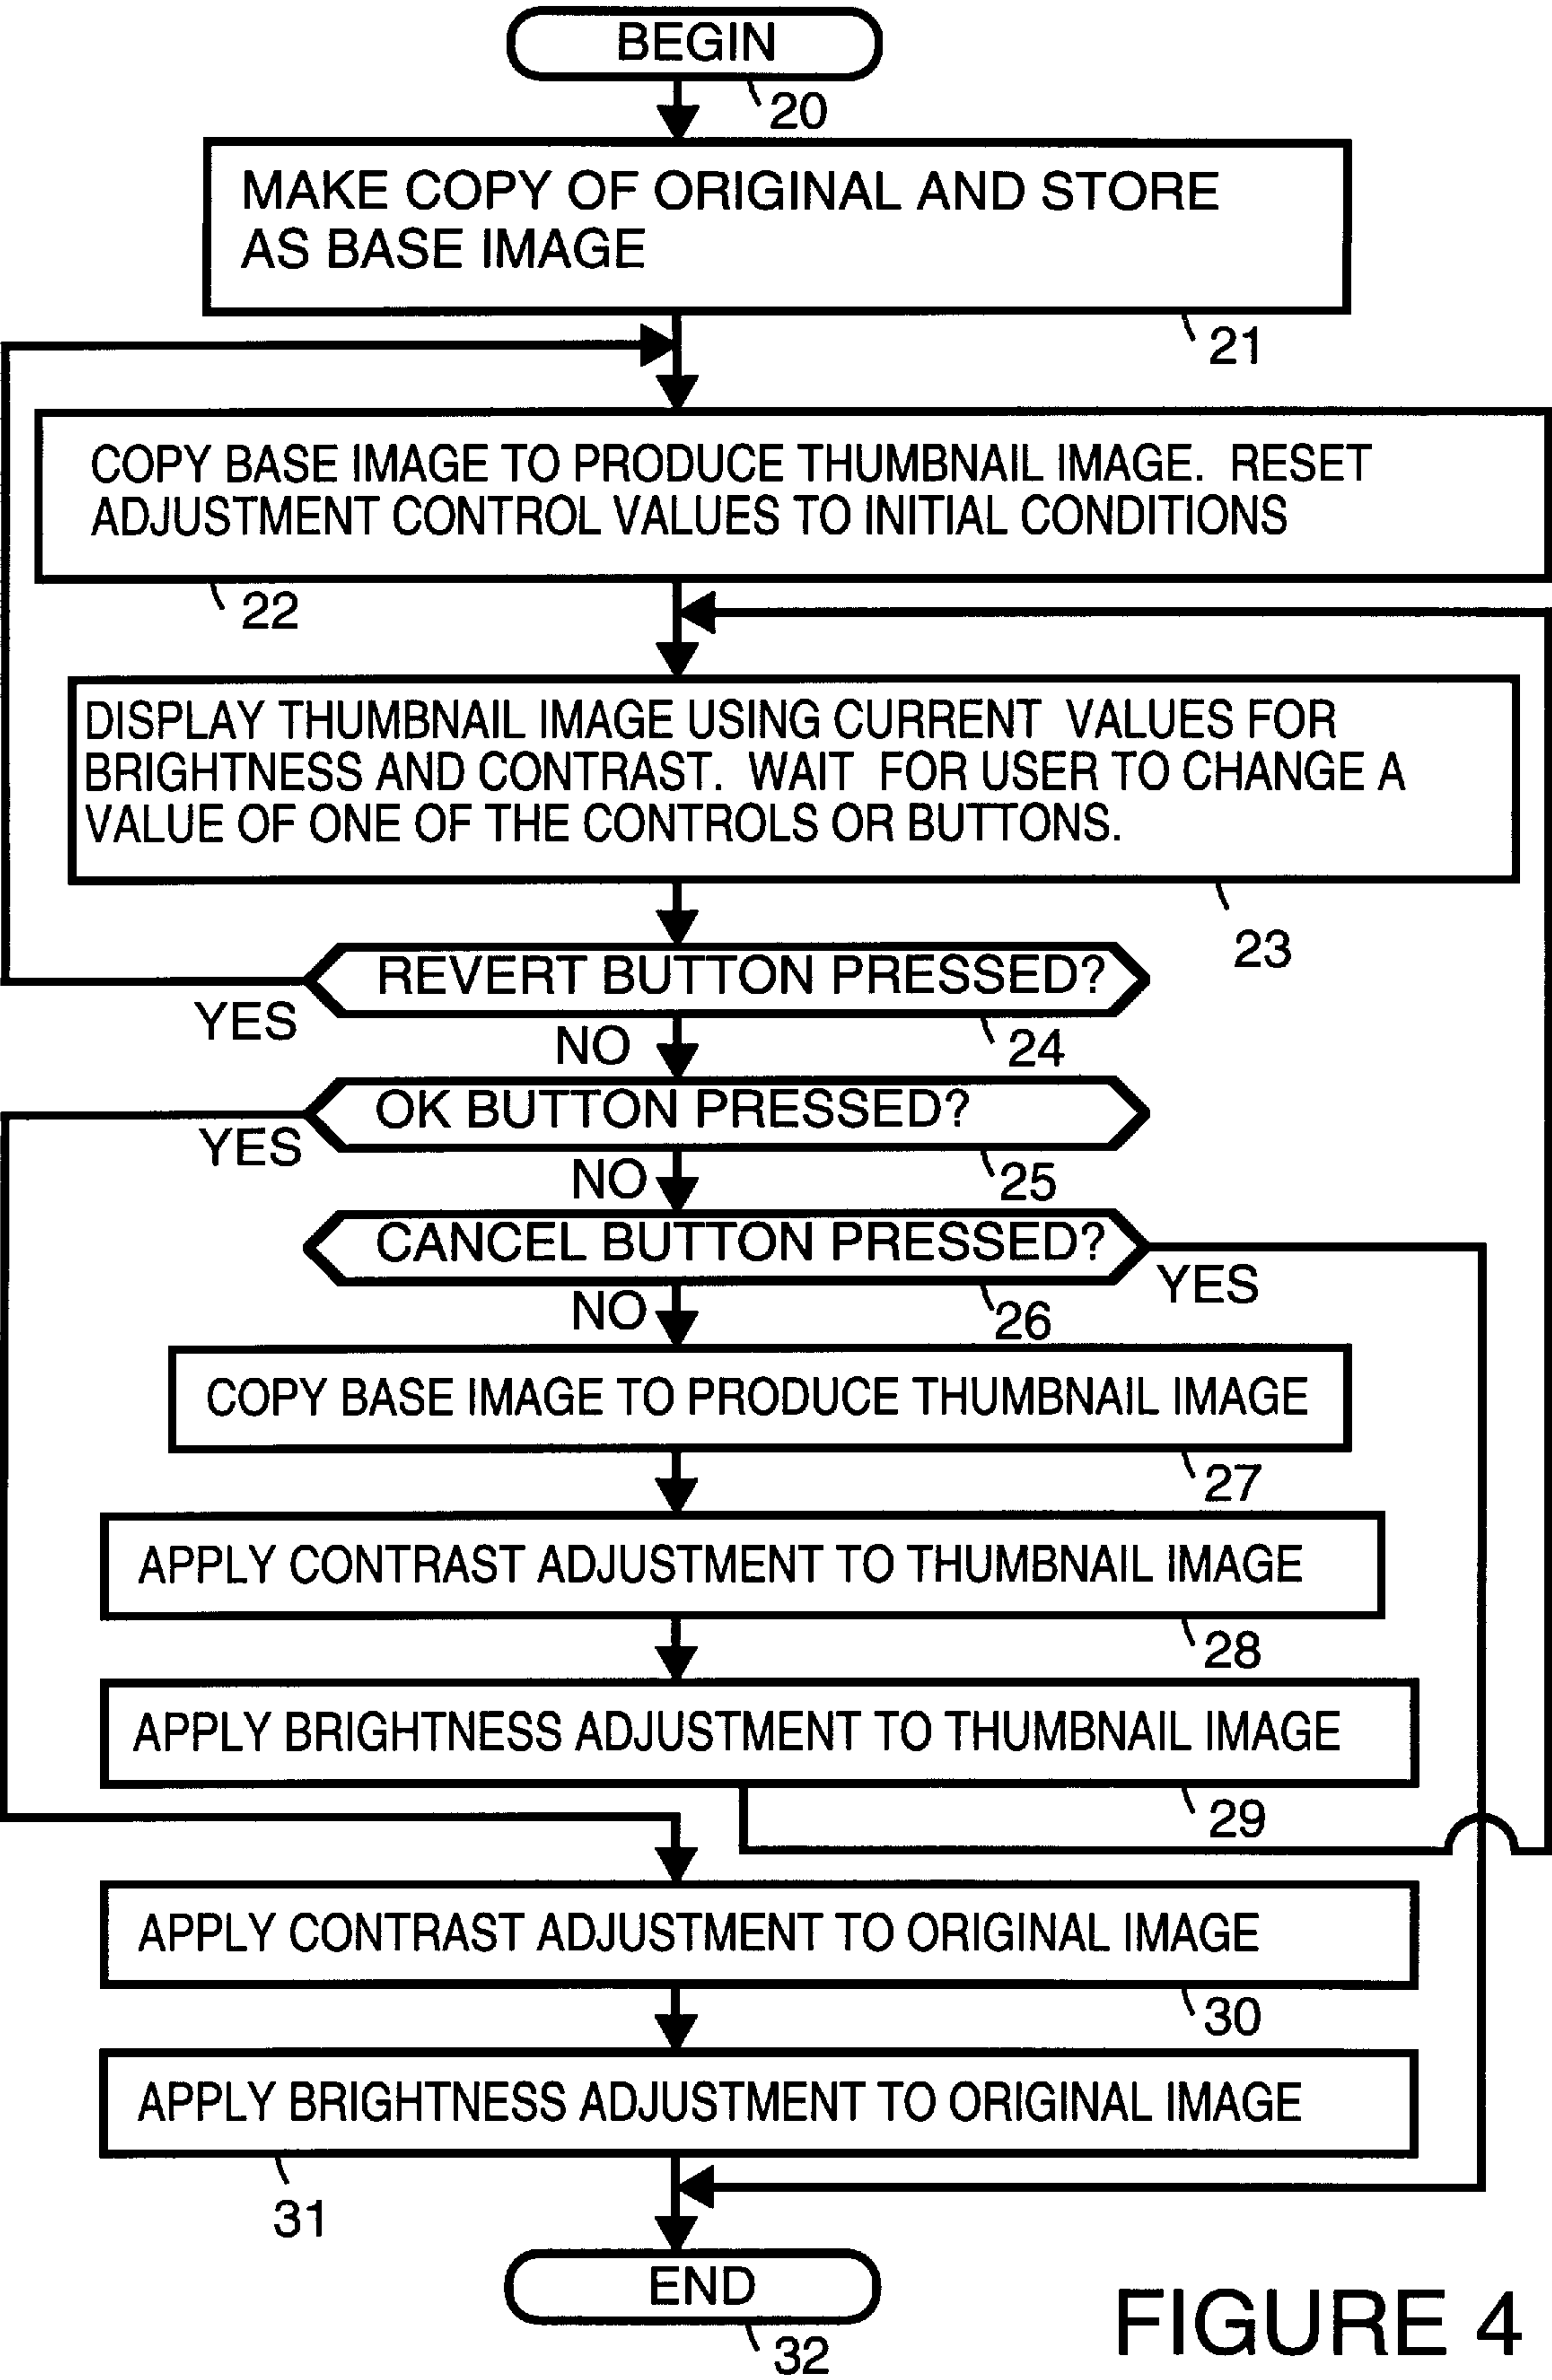 BEGIN
20
MAKE COPY OF ORIGINAL AND STORE
AS BASE IMAGE
21
COPY BASE IMAGE TO PRODUCE THUMBNAIL IMAGE. RESET
ADJUSTMENT CONTROL VALUES TO INITIAL CONDITIONS
22
DISPLAY THUMBNAIL IMAGE USING CURRENT VALUES FOR
BRIGHTNESS AND CONTRAST. WAIT FOR USER TO CHANGE A
VALUE OF ONE OF THE CONTROLS OR BUTTONS.
23
REVERT BUTTON PRESSED?
YES
NO
24
OK BUTTON PRESSED?
YES
NO
25
CANCEL BUTTON PRESSED?
YES
NO
26
COPY BASE IMAGE TO PRODUCE THUMBNAIL IMAGE
27
APPLY CONTRAST ADJUSTMENT TO THUMBNAIL IMAGE
28
APPLY BRIGHTNESS ADJUSTMENT TO THUMBNAIL IMAGE
29
APPLY CONTRAST ADJUSTMENT TO ORIGINAL IMAGE
30
APPLY BRIGHTNESS ADJUSTMENT TO ORIGINAL IMAGE
31
END
32
FIGURE 4